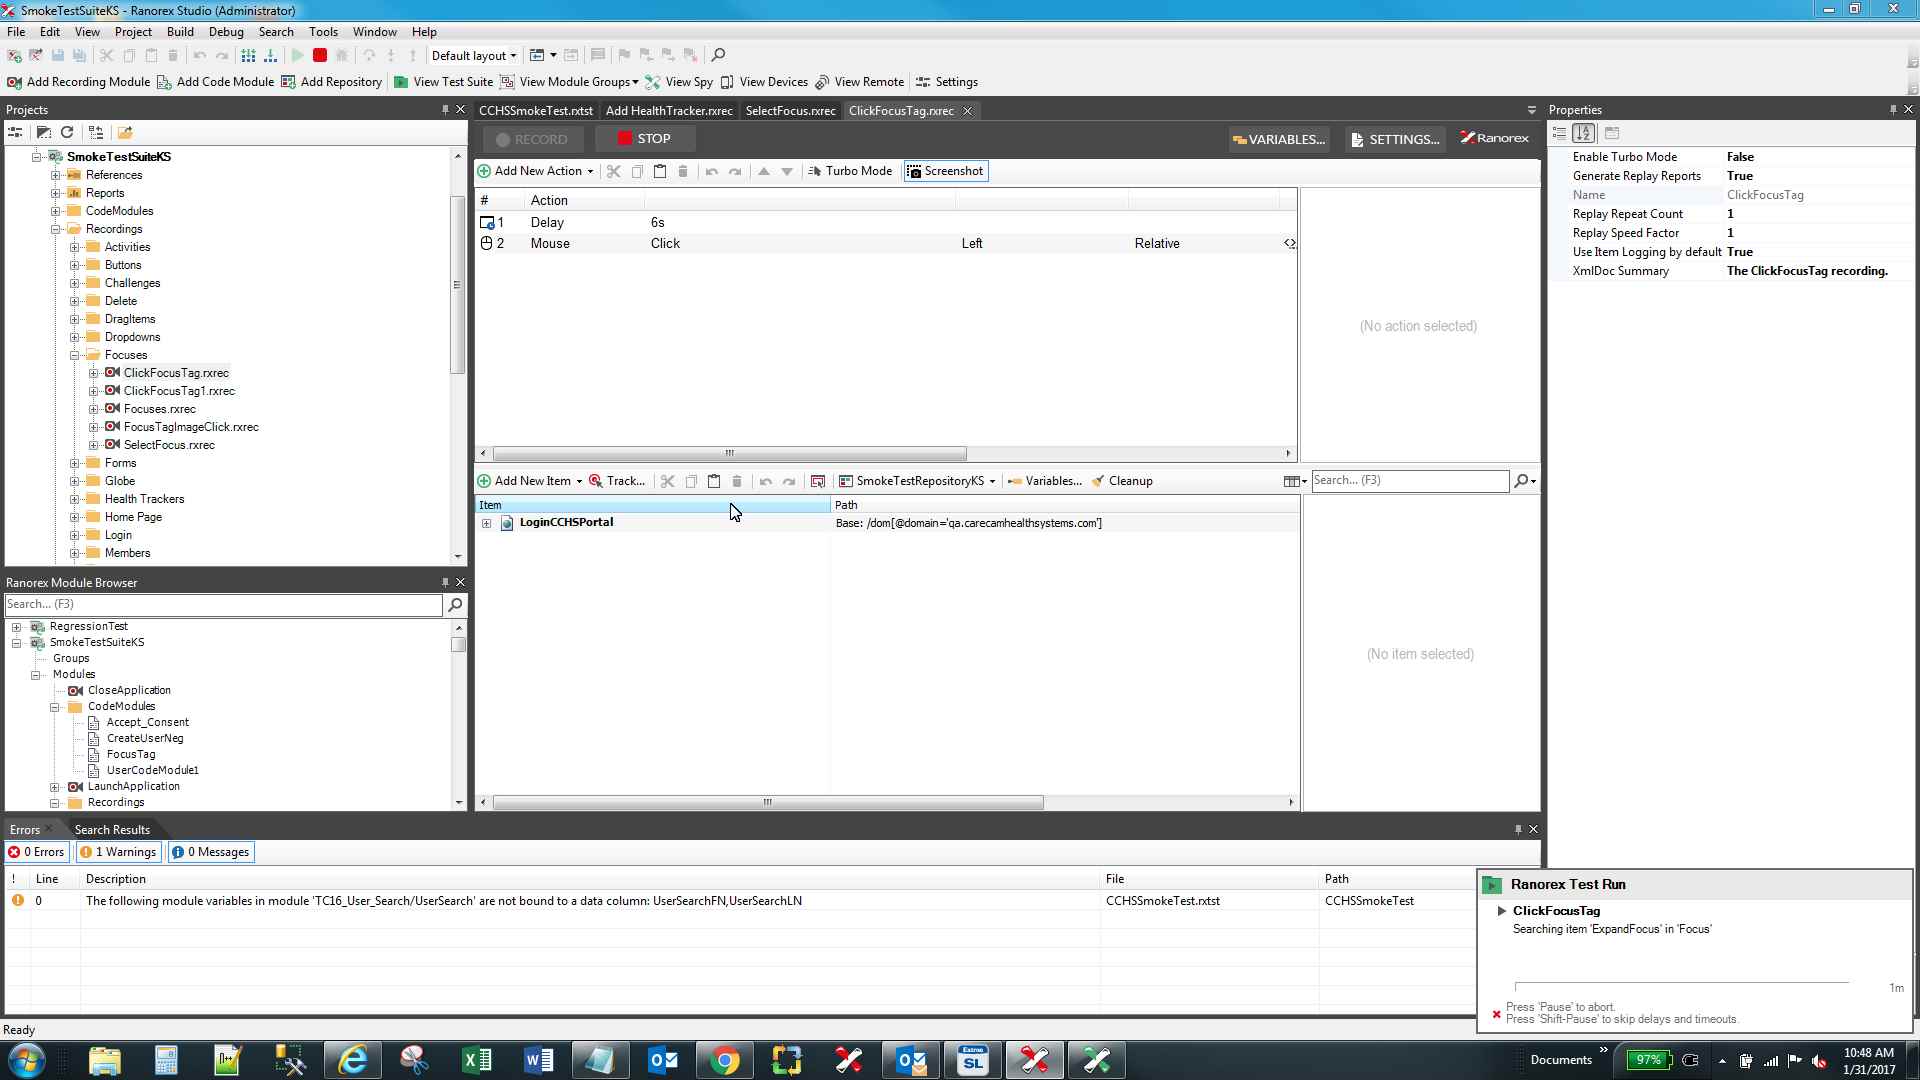 SmokeTestSuiteKS - Ranorex Studio (Administrator)
File Edit View Project Build Debug Search Tools Window Help
Default layout
Add Recording Module Add Code Module Add Repository View Test Suite View Module Groups View Spy View Devices View Remote Settings
Projects
SmokeTestSuiteKS
References
Reports
CodeModules
Recordings
Activities
Buttons
Challenges
Delete
DragItems
Dropdowns
Focuses
ClickFocusTag.rxrec
ClickFocusTag1.rxrec
Focuses.rxrec
FocusTagImageClick.rxrec
SelectFocus.rxrec
Forms
Globe
Health Trackers
Home Page
Login
Members
Ranorex Module Browser
Search... (F3)
RegressionTest
SmokeTestSuiteKS
Groups
Modules
CloseApplication
CodeModules
Accept_Consent
CreateUserNeg
FocusTag
UserCodeModule1
LaunchApplication
Recordings
CCHSSmokeTest.rxtst Add HealthTracker.rxrec SelectFocus.rxrec ClickFocusTag.rxrec
RECORD STOP VARIABLES... SETTINGS... Ranorex
Add New Action Turbo Mode Screenshot
# Action
1 Delay 6s
2 Mouse Click Left Relative
(No action selected)
Add New Item Track... SmokeTestRepositoryKS Variables... Cleanup Search... (F3)
Item Path
LoginCCHSPortal Base: /dom[@domain='qa.carecamhealthsystems.com']
(No item selected)
Properties
Enable Turbo Mode False
Generate Replay Reports True
Name ClickFocusTag
Replay Repeat Count 1
Replay Speed Factor 1
Use Item Logging by default True
XmlDoc Summary The ClickFocusTag recording.
Errors Search Results
0 Errors 1 Warnings 0 Messages
! Line Description File Path
0 The following module variables in module 'TC16_User_Search/UserSearch' are not bound to a data column: UserSearchFN,UserSearchLN CCHSSmokeTest.rxtst CCHSSmokeTest
Ranorex Test Run
ClickFocusTag
Searching item 'ExpandFocus' in 'Focus'
1m
Press 'Pause' to abort.
Press 'Shift-Pause' to skip delays and timeouts.
Ready
Extmo
SL
Documents
97%
10:48 AM
1/31/2017